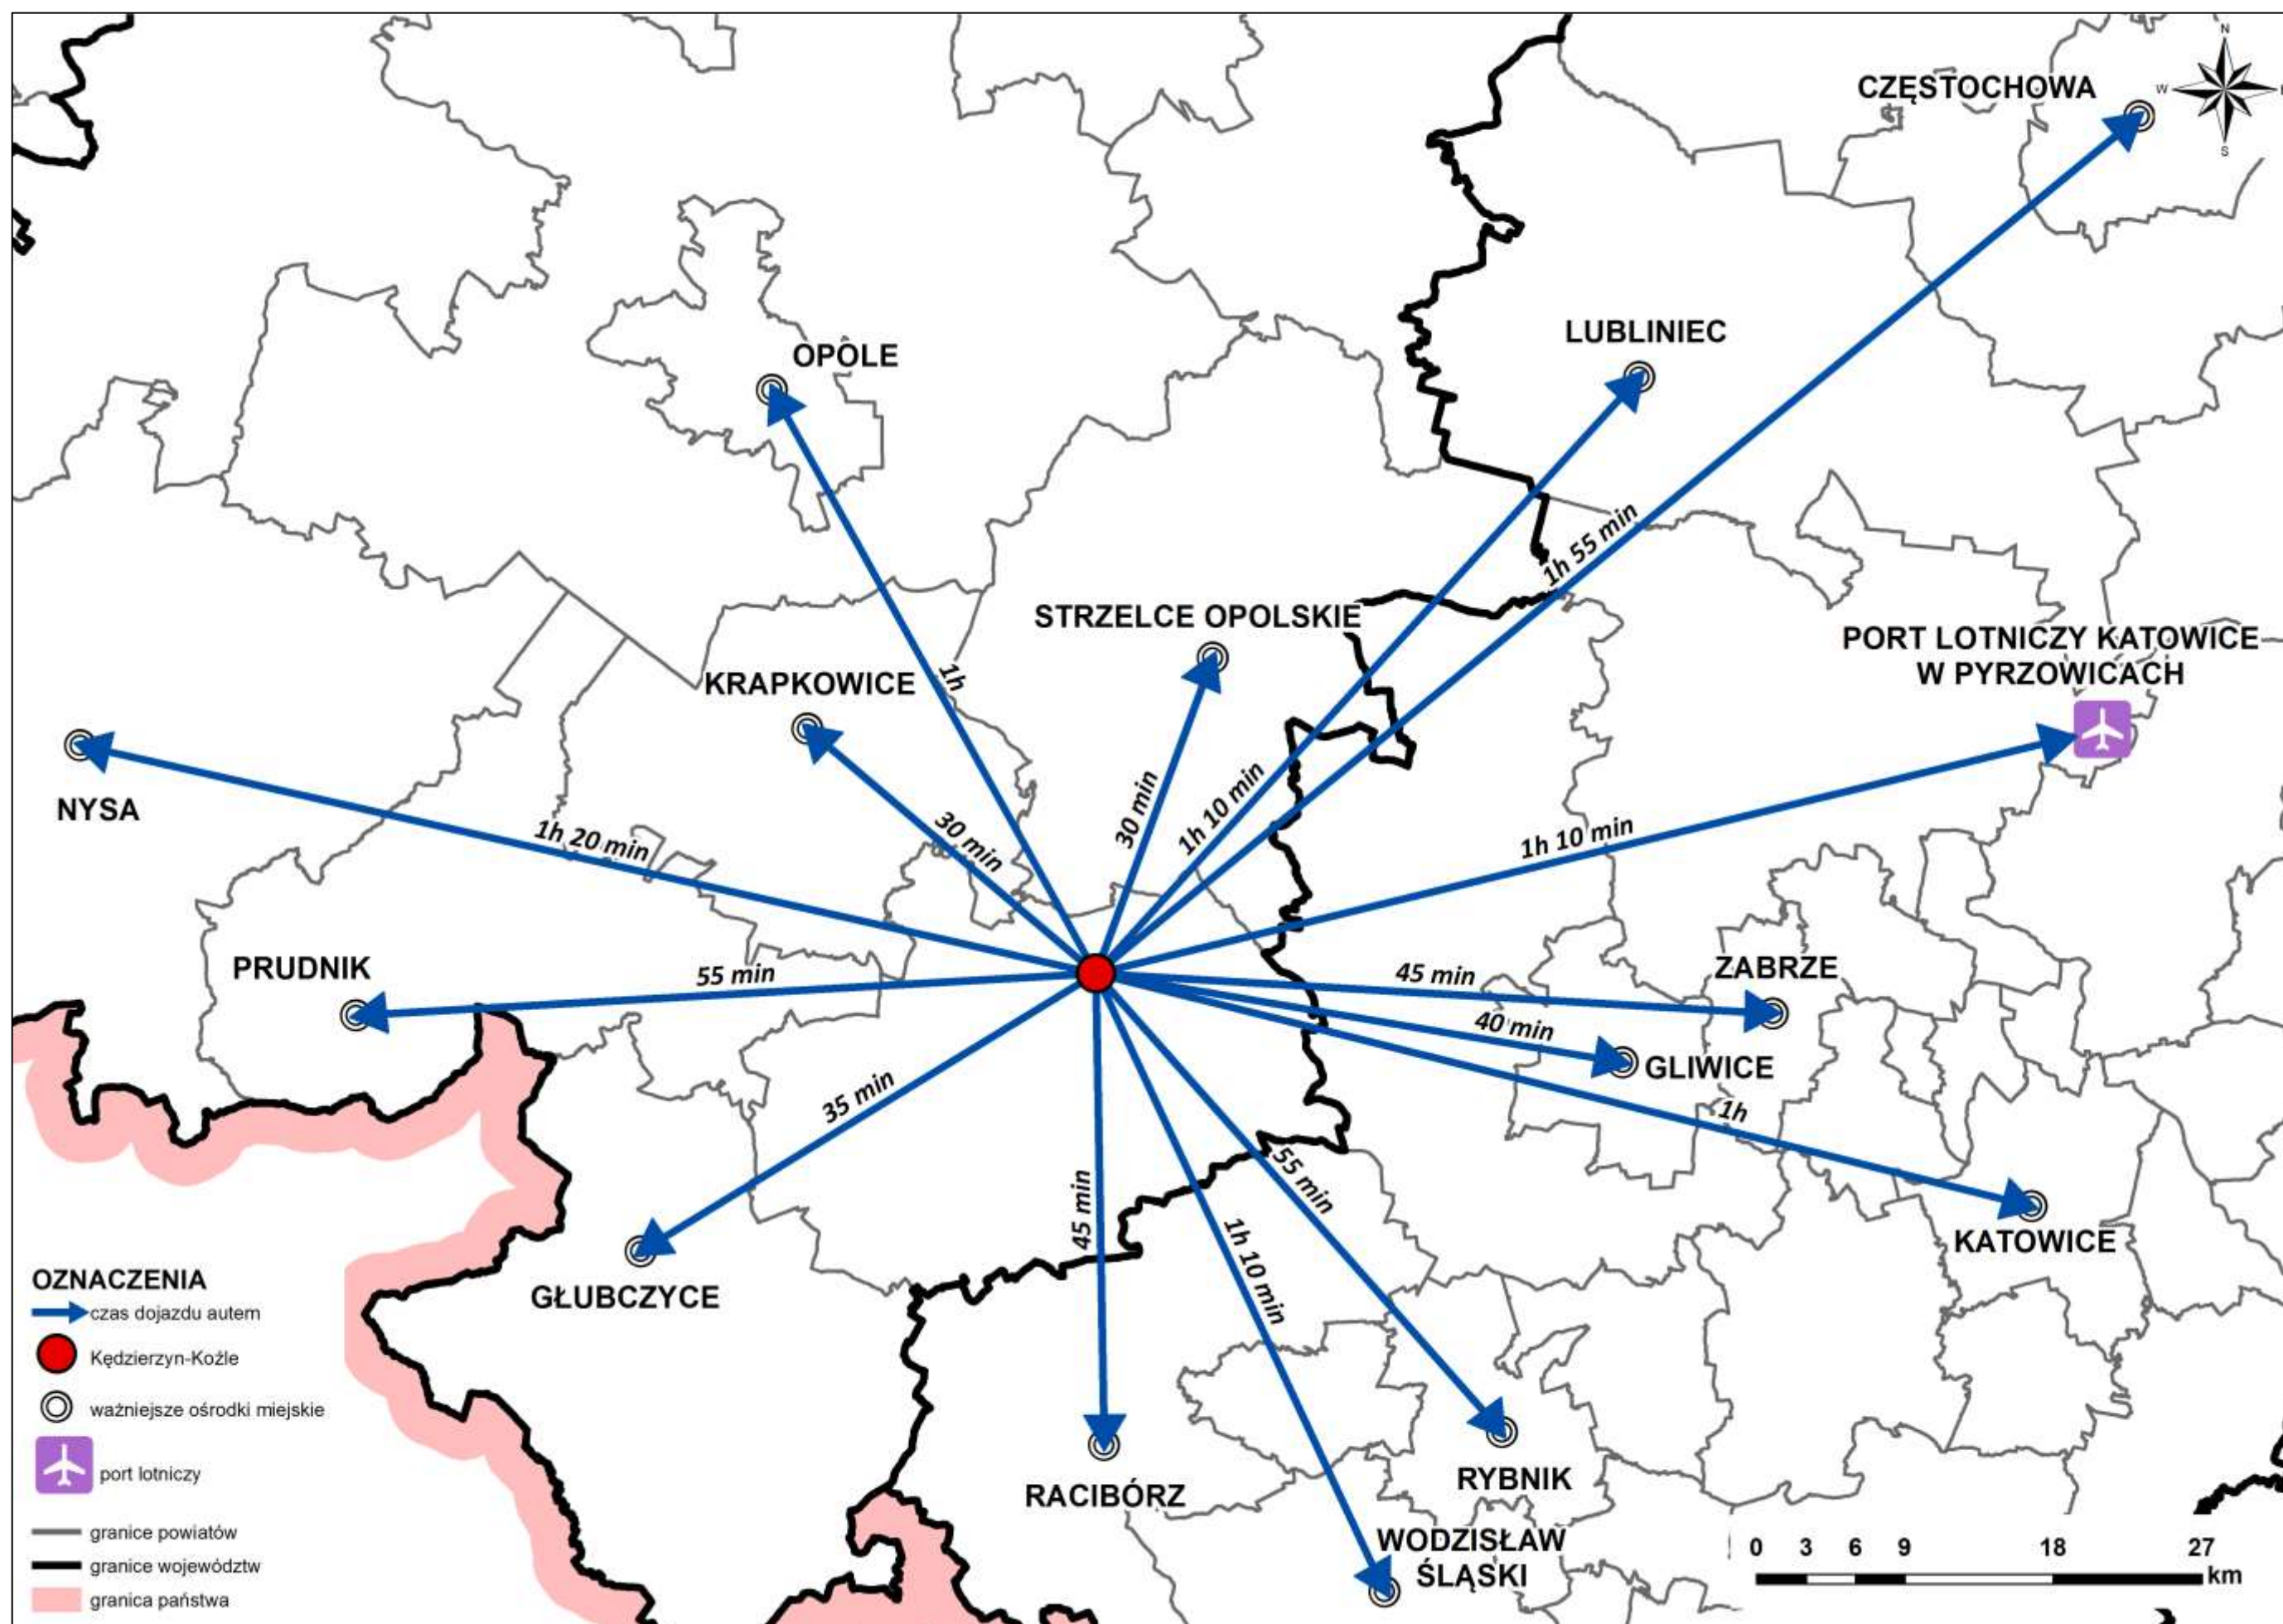 N
CZĘSTOCHOWA
W
S
LUBLINIEC
OPOLE
1h 55 min
STRZELCE OPOLSKIE
PORT LOTNICZY KATOWICE
W PYRZOWICACH
KRAPKOWICE
1h
NYSA
30 min
1h 10 min
30 min
1h 20 min
1h 10 min
PRUDNIK
55 min
45 min
ZABRZE
40 min
GLIWICE
35 min
1h
55 min
45 min
1h 10 min
KATOWICE
GŁUBCZYCE
OZNACZENIA
czas dojazdu autem
Kędzierzyn-Koźle
ważniejsze ośrodki miejskie
port lotniczy
granice powiatów
granice województw
granica państwa
RACIBÓRZ
RYBNIK
WODZISŁAW
ŚLĄSKI
0 3 6 9 18 27
km